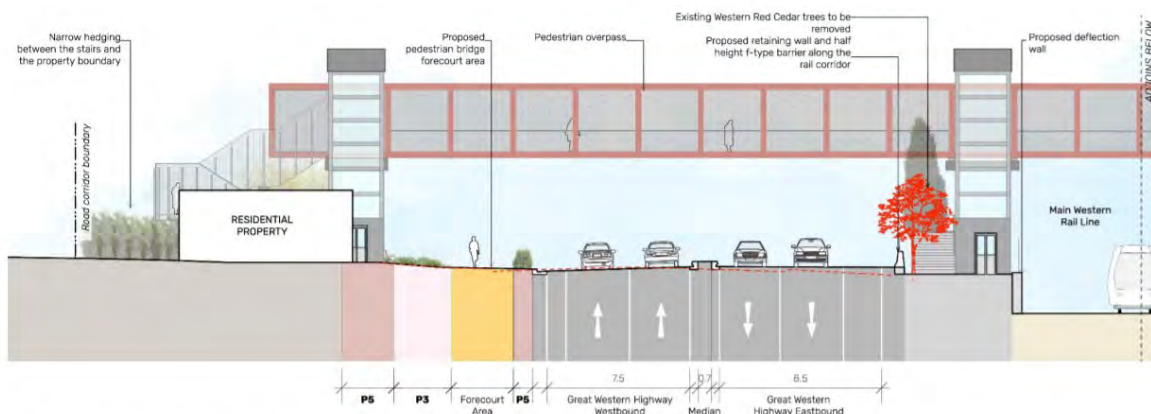 Narrow hedging
between the stairs and
the property boundary
Proposed
pedestrian bridge
forecourt area
Pedestrian overpass
Existing Western Red Cedar trees to be
removed
Proposed retaining wall and half
height f-type barrier along the
rail corridor
Proposed deflection
wall
ADJOINS BELOW
Road corridor boundary
RESIDENTIAL
PROPERTY
Main Western
Rail Line
7.5
0.7
6.5
P5
P3
Forecourt
Area
P5
Great Western Highway
Westbound
Median
Great Western
Highway Eastbound